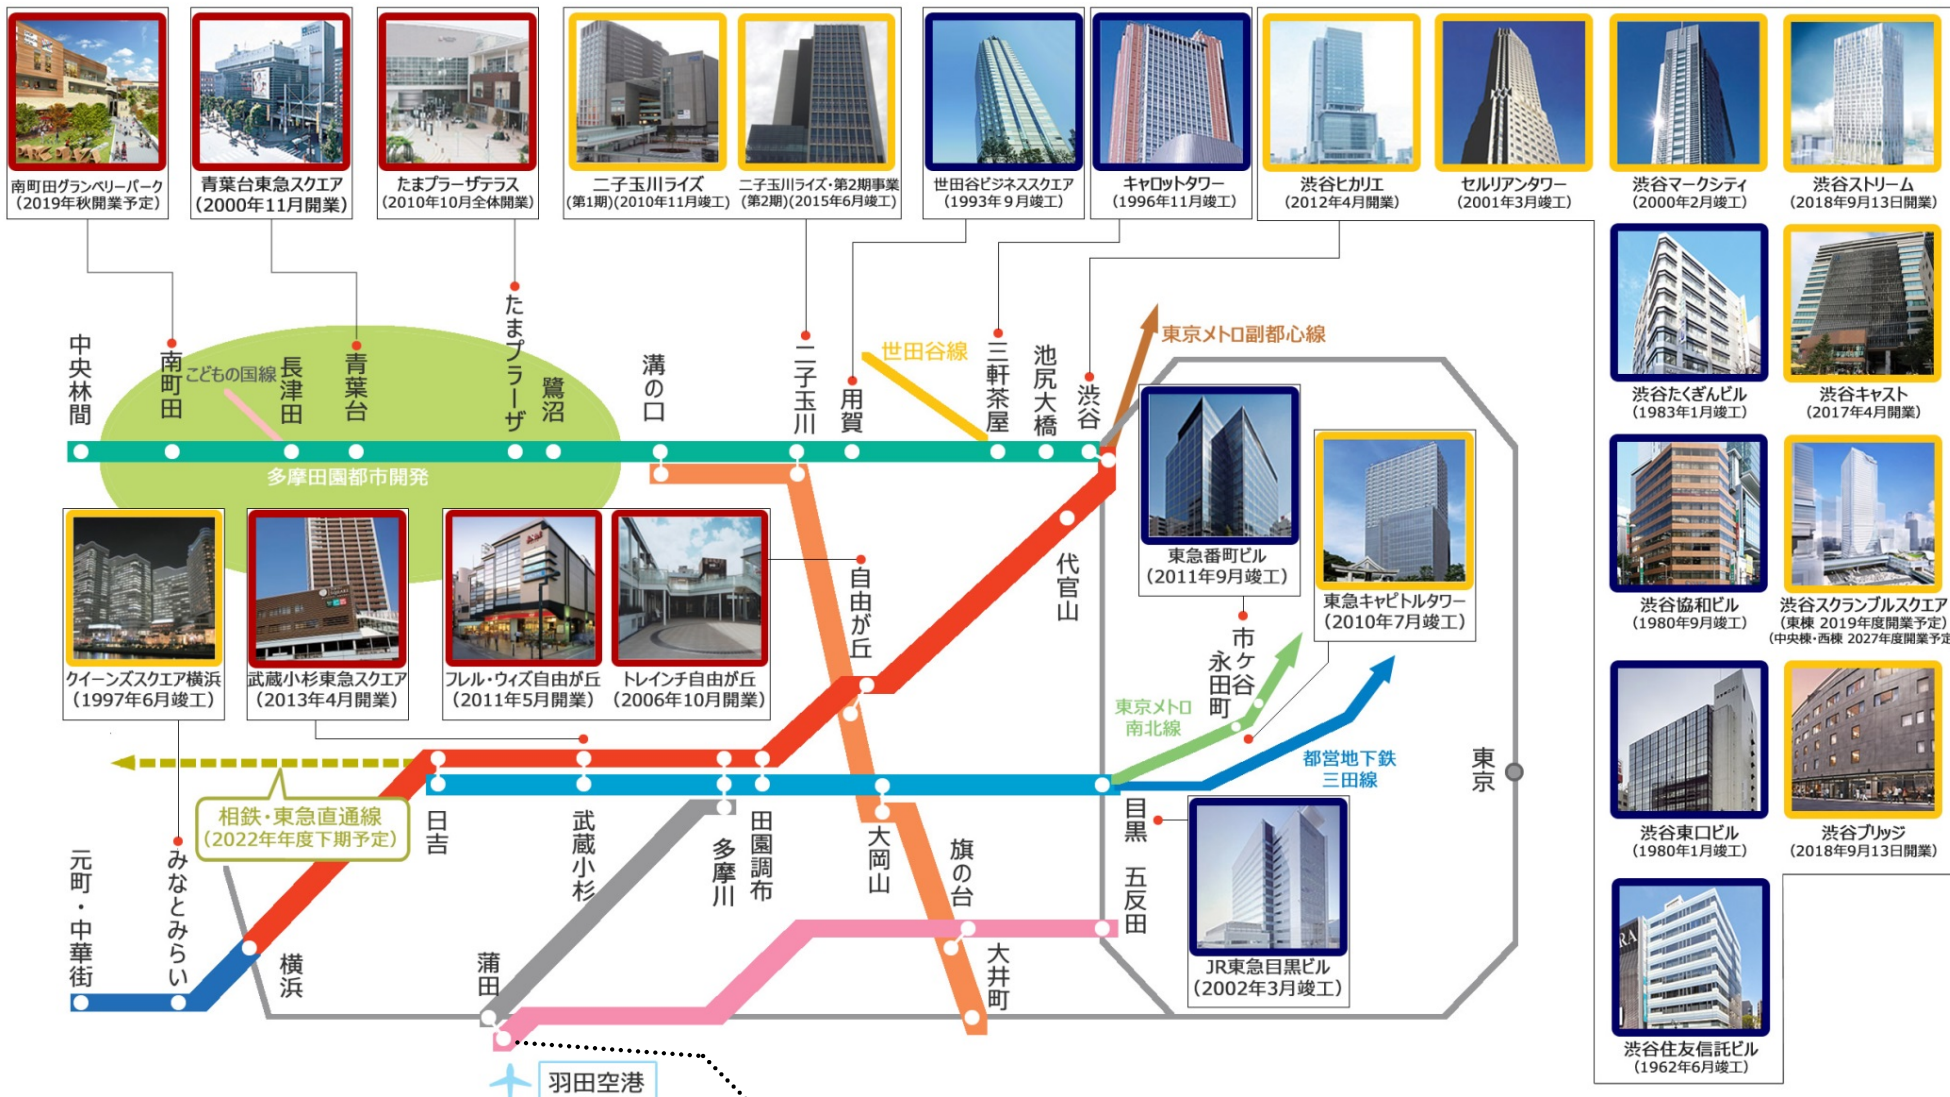 南町田グランベリーパーク
(2019年秋開業予定)
青葉台東急スクエア
(2000年11月開業)
たまプラーザテラス
(2010年10月全体開業)
二子玉川ライズ
(第1期)(2010年11月竣工)
二子玉川ライズ・第2期事業
(第2期)(2015年6月竣工)
世田谷ビジネススクエア
(1993年9月竣工)
キャロットタワー
(1996年11月竣工)
渋谷ヒカリエ
(2012年4月開業)
セルリアンタワー
(2001年3月竣工)
渋谷マークシティ
(2000年2月竣工)
渋谷ストリーム
(2018年9月13日開業)
渋谷たくぎんビル
(1983年1月竣工)
渋谷キャスト
(2017年4月開業)
渋谷協和ビル
(1980年9月竣工)
渋谷スクランブルスクエア
(東棟 2019年度開業予定)
(中央棟・西棟 2027年度開業予定
渋谷東口ビル
(1980年1月竣工)
渋谷ブリッジ
(2018年9月13日開業)
渋谷住友信託ビル
(1962年6月竣工)
中央林間
南町田
こどもの国線
長津田
青葉台
たまプラーザ
鷺沼
溝の口
二子玉川
用賀
世田谷線
三軒茶屋
池尻大橋
渋谷
東京メトロ副都心線
多摩田園都市開発
東急番町ビル
(2011年9月竣工)
東急キャピトルタワー
(2010年7月竣工)
クイーンズスクエア横浜
(1997年6月竣工)
武蔵小杉東急スクエア
(2013年4月開業)
フレル・ウィズ自由が丘
(2011年5月開業)
トレインチ自由が丘
(2006年10月開業)
自由が丘
代官山
市ヶ谷
永田町
東京メトロ
南北線
都営地下鉄
三田線
東京
相鉄・東急直通線
(2022年年度下期予定)
日吉
武蔵小杉
多摩川
田園調布
大岡山
旗の台
目黒
五反田
元町・中華街
みなとみらい
横浜
蒲田
大井町
JR東急目黒ビル
(2002年3月竣工)
羽田空港